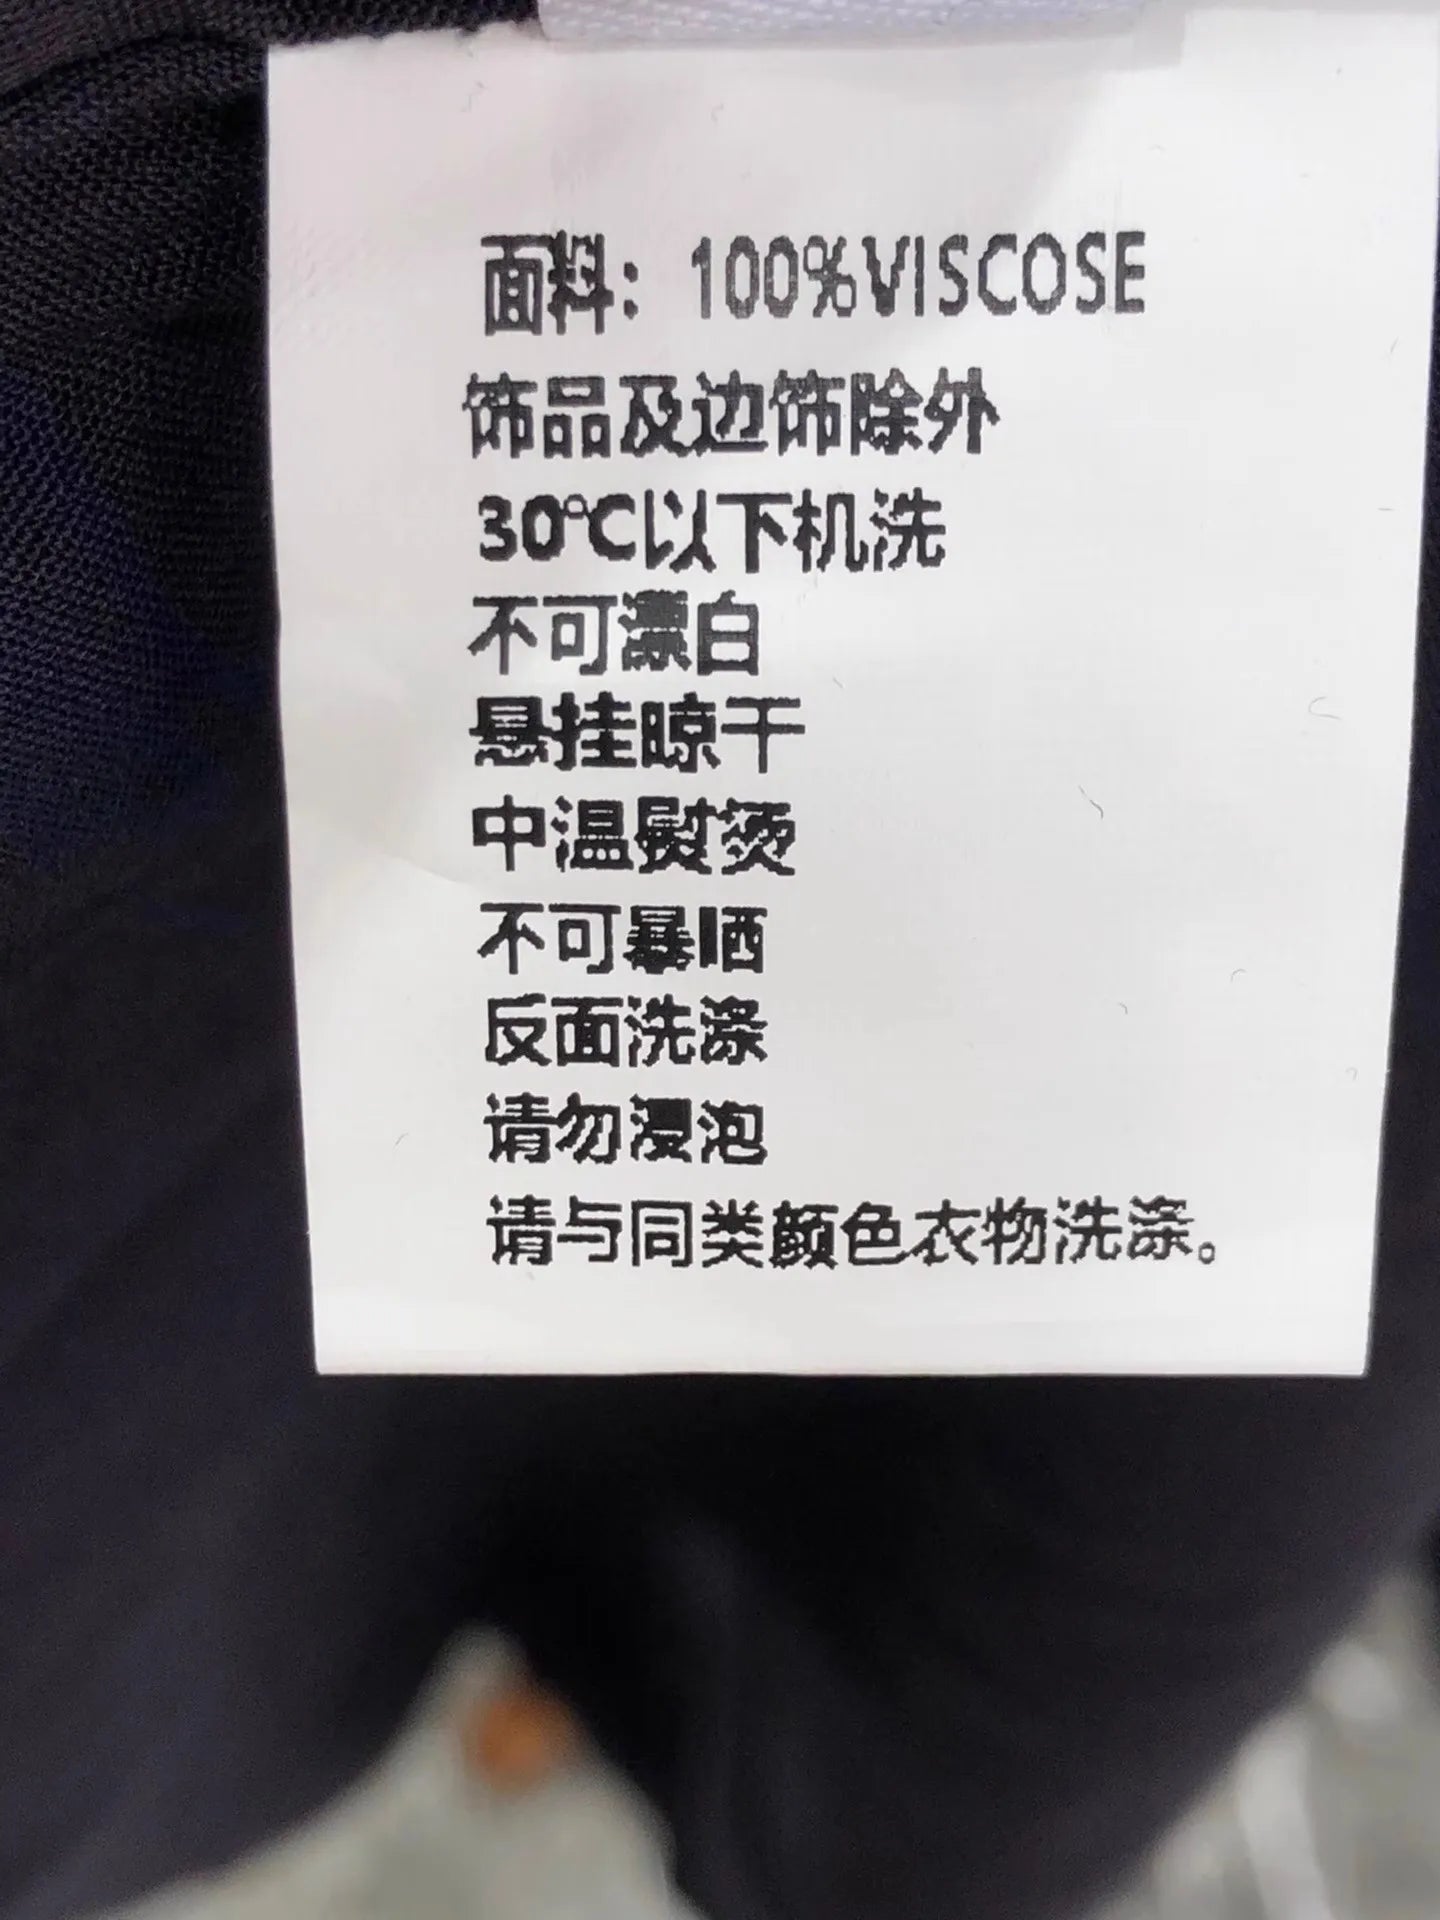 面料：100%VISCOSE
饰品及边饰除外
30℃以下机洗
不可漂白
悬挂晾干
中温熨烫
不可暴晒
反面洗涤
请勿浸泡
请与同类颜色衣物洗涤。